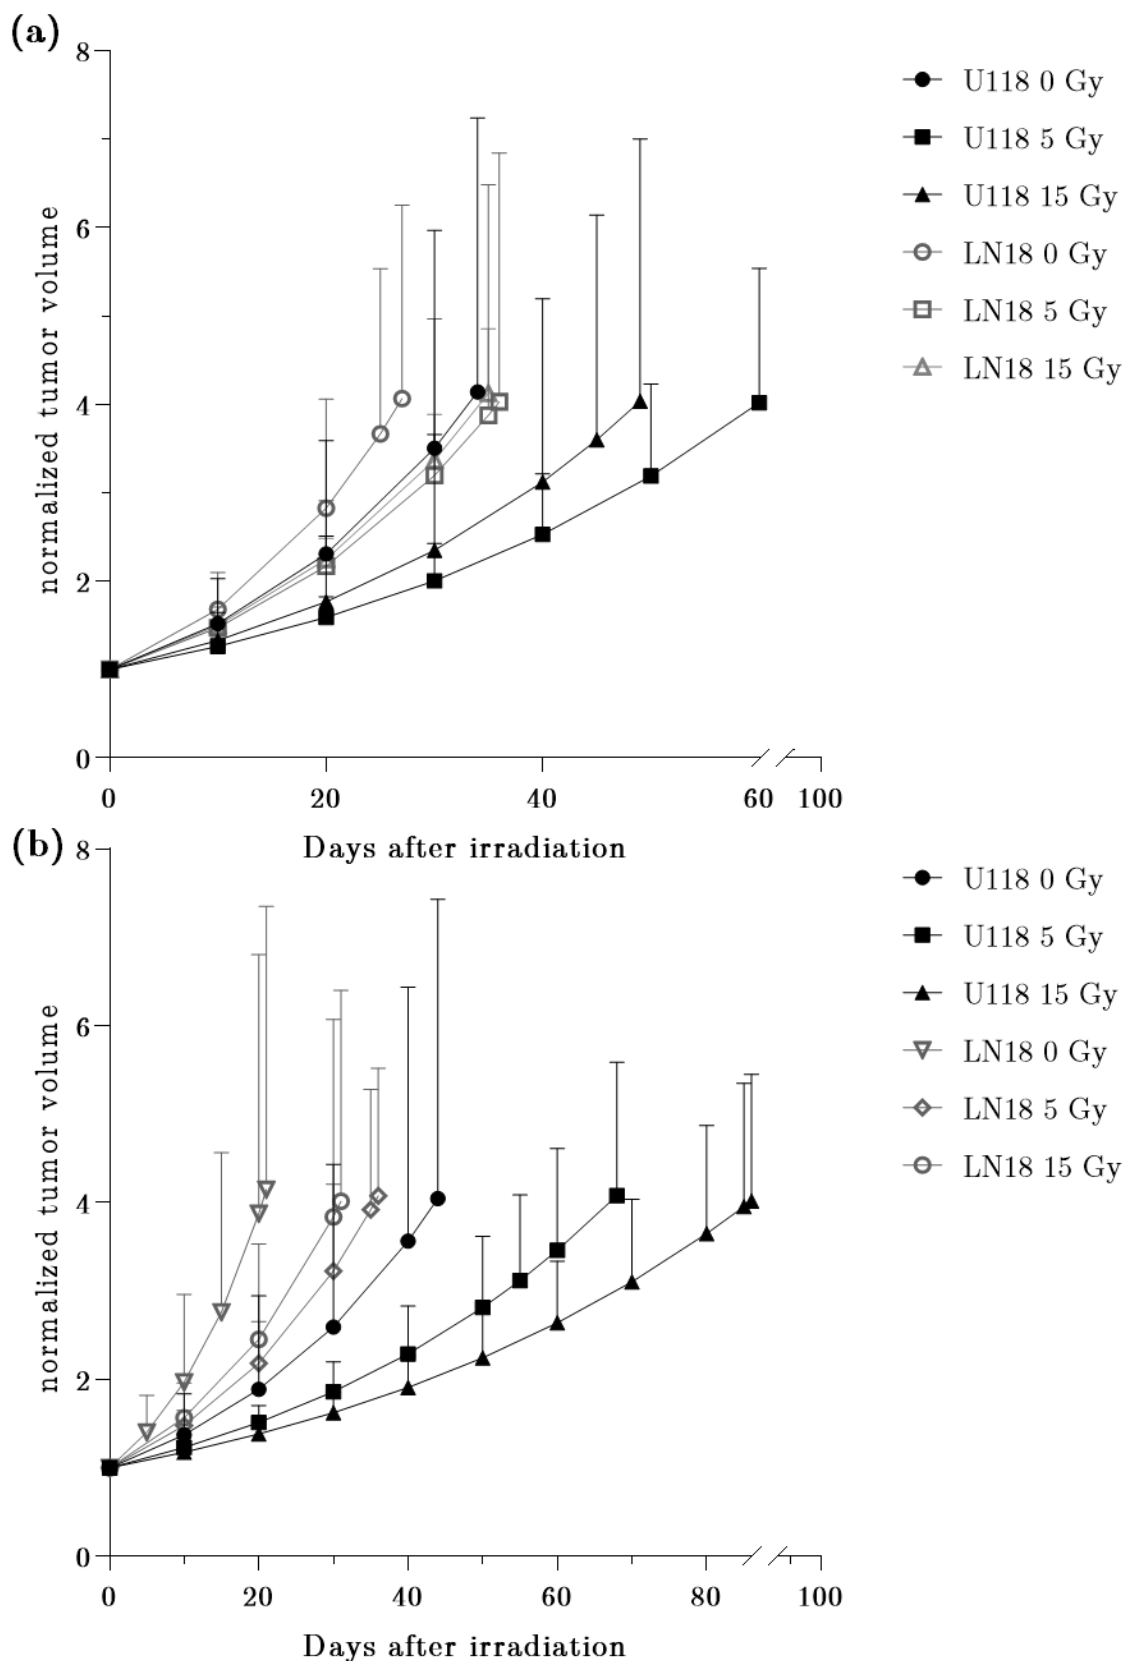 (a)
normalized tumor volume
8
6
4
2
0
0 20 40 60 100
Days after irradiation
U118 0 Gy
U118 5 Gy
U118 15 Gy
LN18 0 Gy
LN18 5 Gy
LN18 15 Gy
(b)
normalized tumor volume
8
6
4
2
0
0 20 40 60 80 100
Days after irradiation
U118 0 Gy
U118 5 Gy
U118 15 Gy
LN18 0 Gy
LN18 5 Gy
LN18 15 Gy